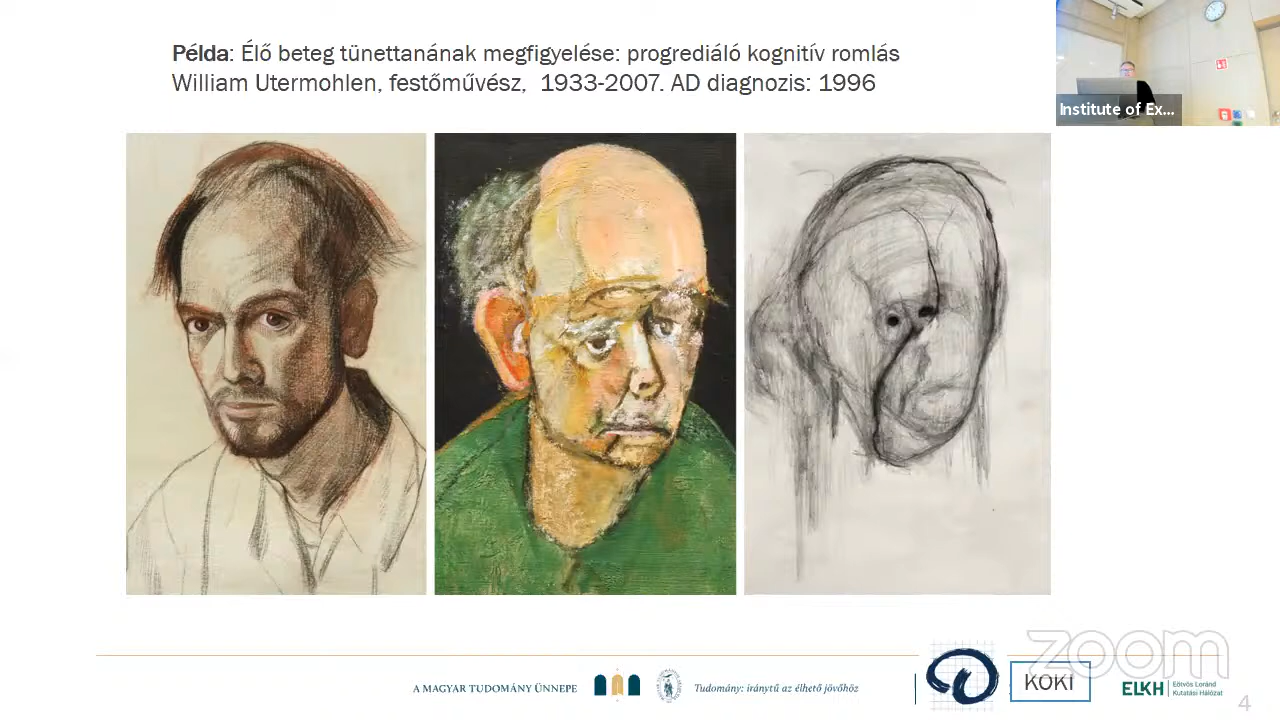 Példa: Élő beteg tünettanának megfigyelése: progrediáló kognitív romlás
William Utermohlen, festőművész, 1933-2007. AD diagnozis: 1996
Institute of Ex...
zoom
A MAGYAR TUDOMÁNY ÜNNEPE
Tudomány: iránytű az élhető jövőhöz
KOKI
ELKH
Eötvös Loránd
Kutatási Hálózat
4